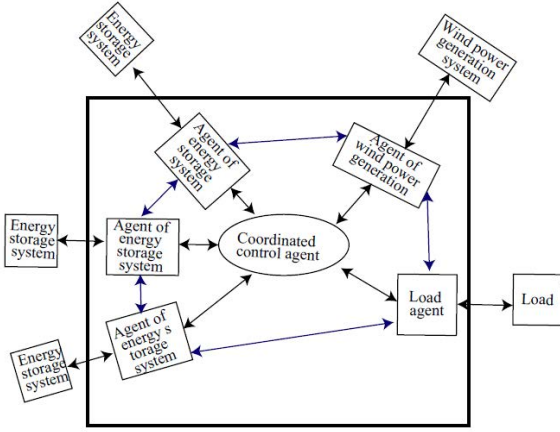 Energy
storage
system
Wind power
generation
system
Agent of
energy
storage
system
Agent of
wind power
generation
Energy
storage
system
Agent of
energy
storage
system
Coordinated
control agent
Load
agent
Load
Agent of
energy s
torage
system
Energy
storage
system